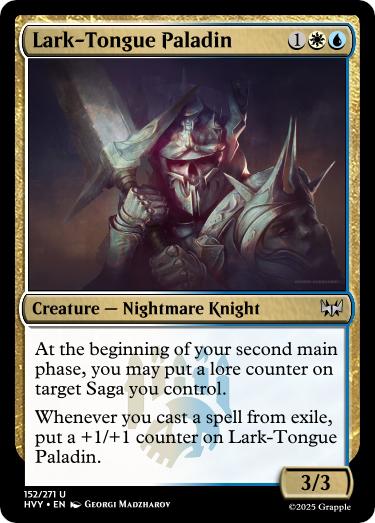 Lark-Tongue Paladin 1
Creature — Nightmare Knight
At the beginning of your second main
phase, you may put a lore counter on
target Saga you control.
Whenever you cast a spell from exile,
put a +1/+1 counter on Lark-Tongue
Paladin.
3/3
152/271 U
HVY • EN Georgi Madzharov
©2025 Grapple